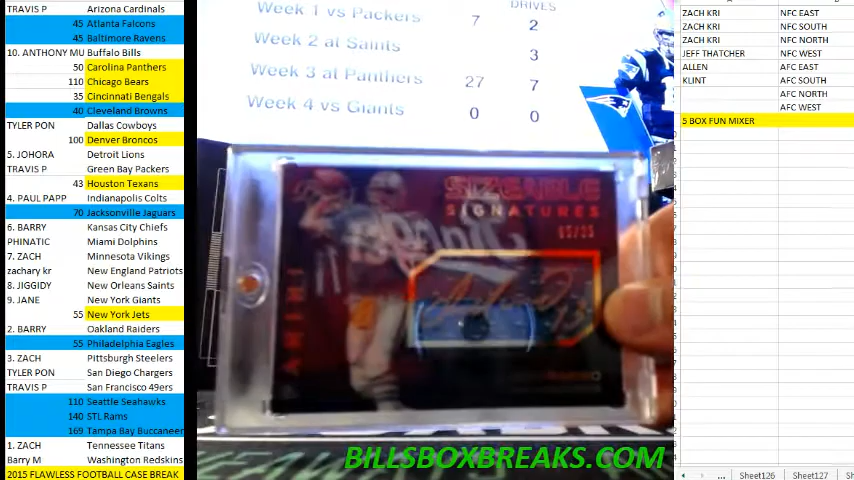 TRAVIS P Arizona Cardinals
45 Atlanta Falcons
45 Baltimore Ravens
10. ANTHONY MU Buffalo Bills
50 Carolina Panthers
110 Chicago Bears
35 Cincinnati Bengals
40 Cleveland Browns
TYLER PON Dallas Cowboys
100 Denver Broncos
5. JOHORA Detroit Lions
TRAVIS P Green Bay Packers
43 Houston Texans
4. PAUL PAPP Indianapolis Colts
70 Jacksonville Jaguars
6. BARRY Kansas City Chiefs
PHINATIC Miami Dolphins
7. ZACH Minnesota Vikings
zachary kr New England Patriots
8. JIGGIDY New Orleans Saints
9. JANE New York Giants
55 New York Jets
2. BARRY Oakland Raiders
55 Philadelphia Eagles
3. ZACH Pittsburgh Steelers
TYLER PON San Diego Chargers
TRAVIS P San Francisco 49ers
110 Seattle Seahawks
140 STL Rams
169 Tampa Bay Buccaneer
1. ZACH Tennessee Titans
Barry M Washington Redskins
2015 FLAWLESS FOOTBALL CASE BREAK
DRIVES
Week 1 vs Packers 7 2
Week 2 at Saints 3
Week 3 at Panthers 27 7
Week 4 vs Giants 0 0
SIZEABLE
SIGNATURES
PANINI
BILLSBOXBREAKS.COM
ZACH KRI NFC EAST
ZACH KRI NFC SOUTH
ZACH KRI NFC NORTH
JEFF THATCHER NFC WEST
ALLEN AFC EAST
KLINT AFC SOUTH
AFC NORTH
AFC WEST
5 BOX FUN MIXER
... Sheet126 Sheet127 Sh